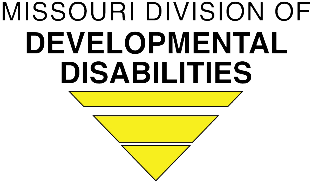 MISSOURI DIVISION OF
DEVELOPMENTAL
DISABILITIES